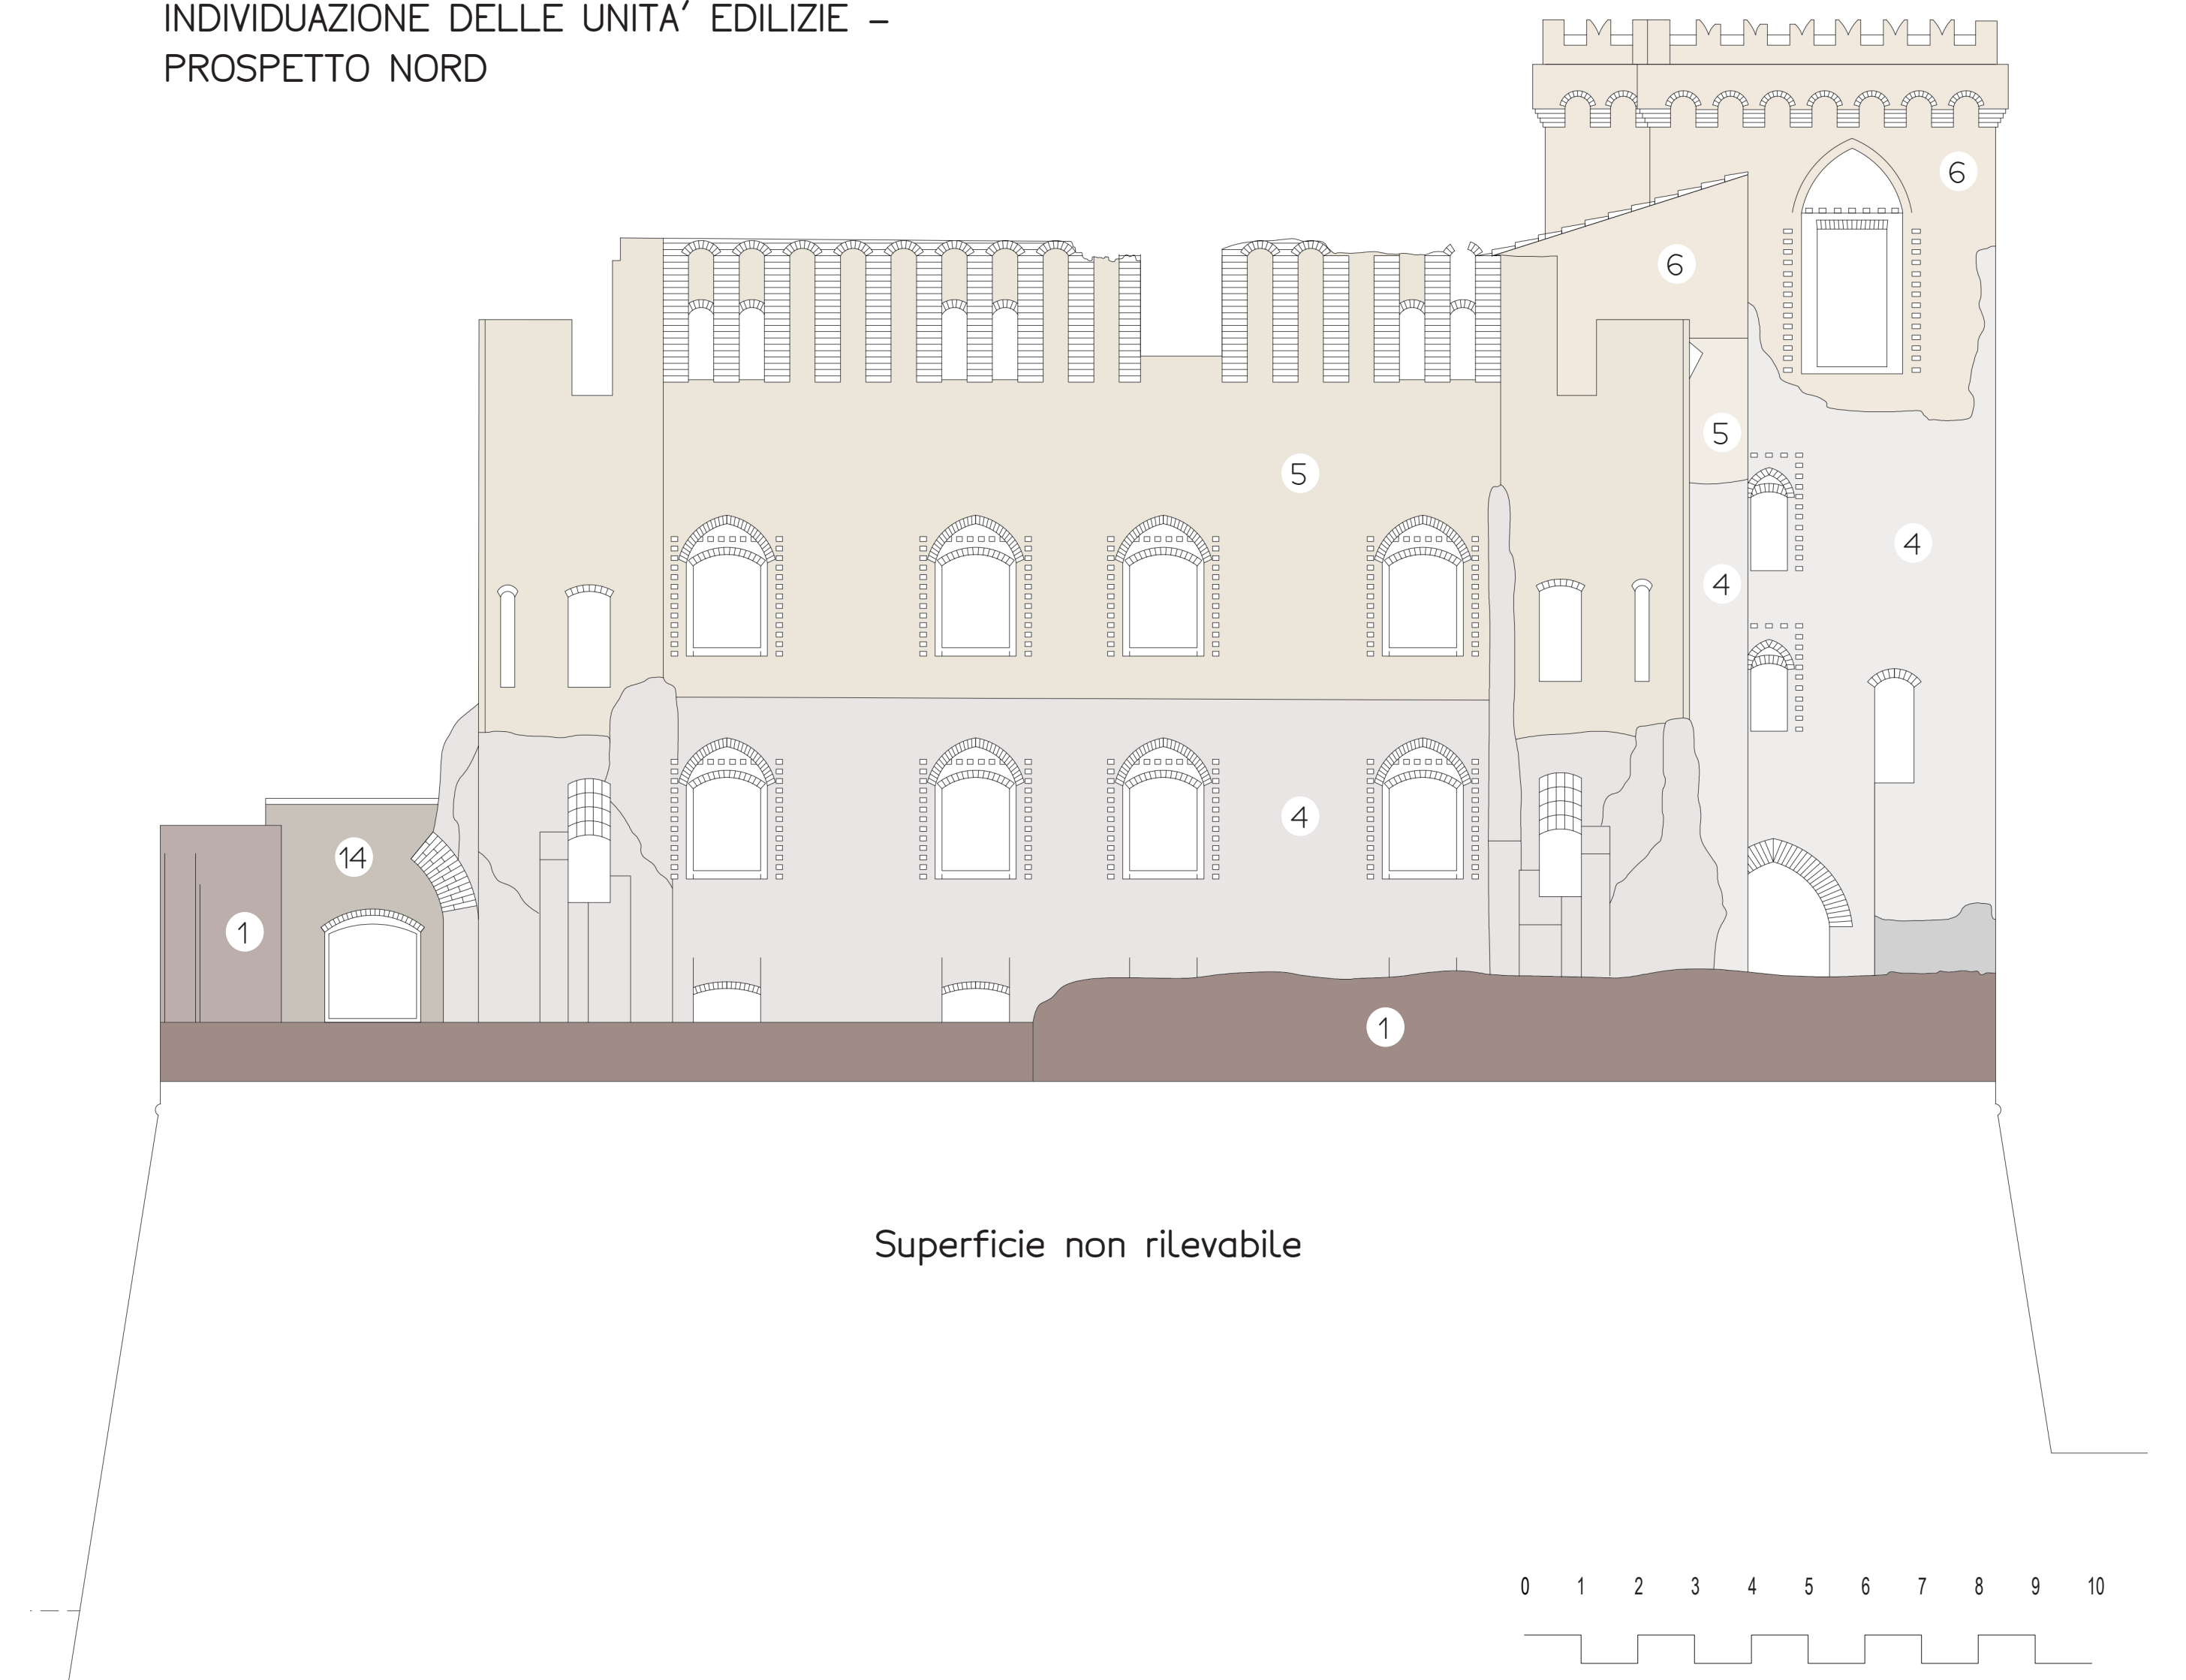 INDIVIDUAZIONE DELLE UNITA' EDILIZIE –
PROSPETTO NORD
6
6
5
5
4
4
4
14
1
1
Superficie non rilevabile
0 1 2 3 4 5 6 7 8 9 10